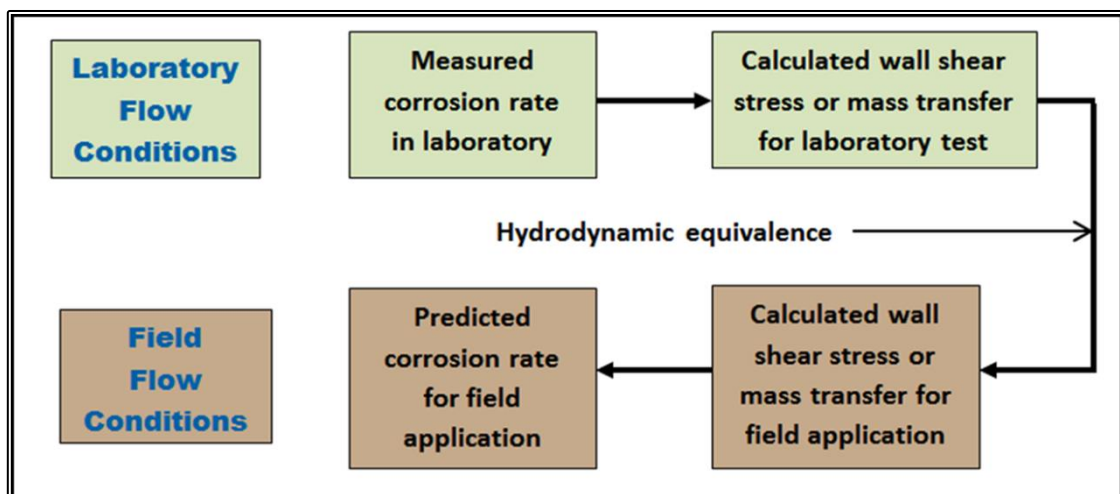 Laboratory
Flow
Conditions
Measured
corrosion rate
in laboratory
Calculated wall shear
stress or mass transfer
for laboratory test
Hydrodynamic equivalence
Field
Flow
Conditions
Predicted
corrosion rate
for field
application
Calculated wall
shear stress or
mass transfer for
field application